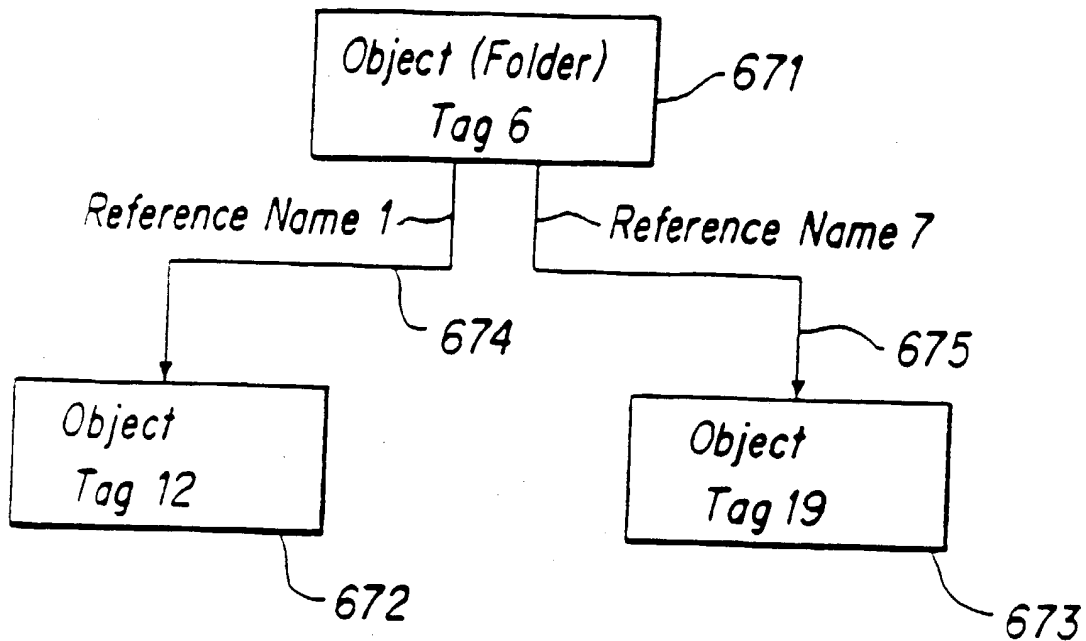 Object (Folder)
Tag 6
671
Reference Name 1
Reference Name 7
674
675
Object
Tag 12
672
Object
Tag 19
673